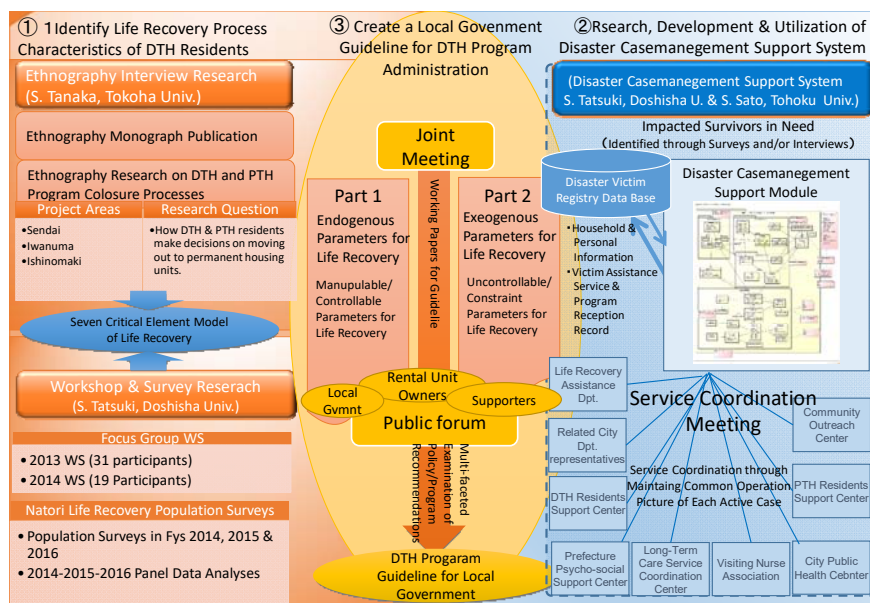 ① 1Identify Life Recovery Process
Characteristics of DTH Residents
Ethnography Interview Research
(S. Tanaka, Tokoha Univ.)
Ethnography Monograph Publication
Ethnography Research on DTH and PTH
Program Colosure Processes
Project Areas
•Sendai
•Iwanuma
•Ishinomaki
Research Question
•How DTH & PTH residents
make decisions on moving
out to permanent housing
units.
Seven Critical Element Model
of Life Recovery
Workshop & Survey Reserach
(S. Tatsuki, Doshisha Univ.)
Focus Group WS
• 2013 WS (31 participants)
• 2014 WS (19 Participants)
Natori Life Recovery Population Surveys
• Population Surveys in Fys 2014, 2015 &
2016
• 2014-2015-2016 Panel Data Analyses
③ Create a Local Government
Guideline for DTH Program
Administration
Joint
Meeting
Part 1
Endogenous
Parameters for
Life Recovery
Manupulable/
Controllable
Parameters for
Life Recovery
Working Papers for Guidelie
Part 2
Exeogenous
Parameters for
Life Recovery
Uncontrollable/
Constraint
Parameters for
Life Recovery
Rental Unit
Owners
Local
Gvmnt
Supporters
Public forum
Multi-faceted
Examination of
Policy/Program
Recommendations
DTH Progaram
Guideline for Local
Government
②Rsearch, Development & Utilization of
Disaster Casemanegement Support System
(Disaster Casemanegement Support System
S. Tatsuki, Doshisha U. & S. Sato, Tohoku Univ.)
Impacted Survivors in Need
(Identified through Surveys and/or Interviews)
Disaster Victim
Registry Data Base
•Household &
Personal
Information
•Victim Assistance
Service &
Program
Reception
Record
Disaster Casemanegement
Support Module
Life Recovery
Assistance
Dpt.
Service Coordination
Meeting
Community
Outreach
Center
Related City
Dpt.
representatives
Service Coordination through
Maintaing Common Operation
Picture of Each Active Case
DTH Residents
Support Center
PTH Residents
Support Center
Prefecture
Psycho-social
Support Center
Long-Term
Care Service
Coordination
Center
Visiting Nurse
Association
City Public
Health Cebnter